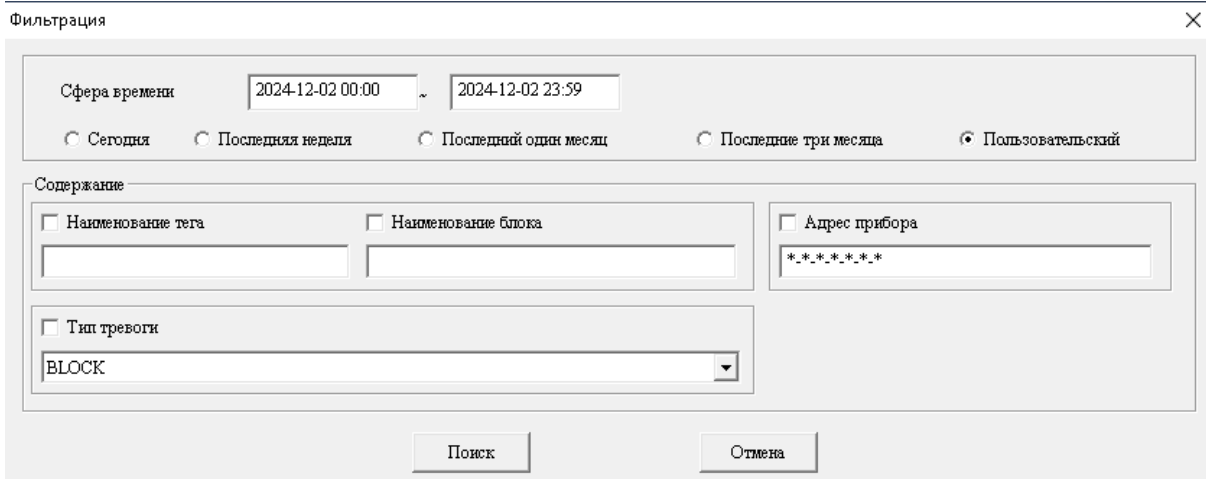 Фильтрация
Сфера времени 2024-12-02 00:00 ~ 2024-12-02 23:59
Сегодня Последняя неделя Последний один месяц Последние три месяца Пользовательский
Содержание
Наименование тега Наименование блока Адрес прибора
*.*.*.*.*.*.*
Тип тревоги
BLOCK
Поиск Отмена